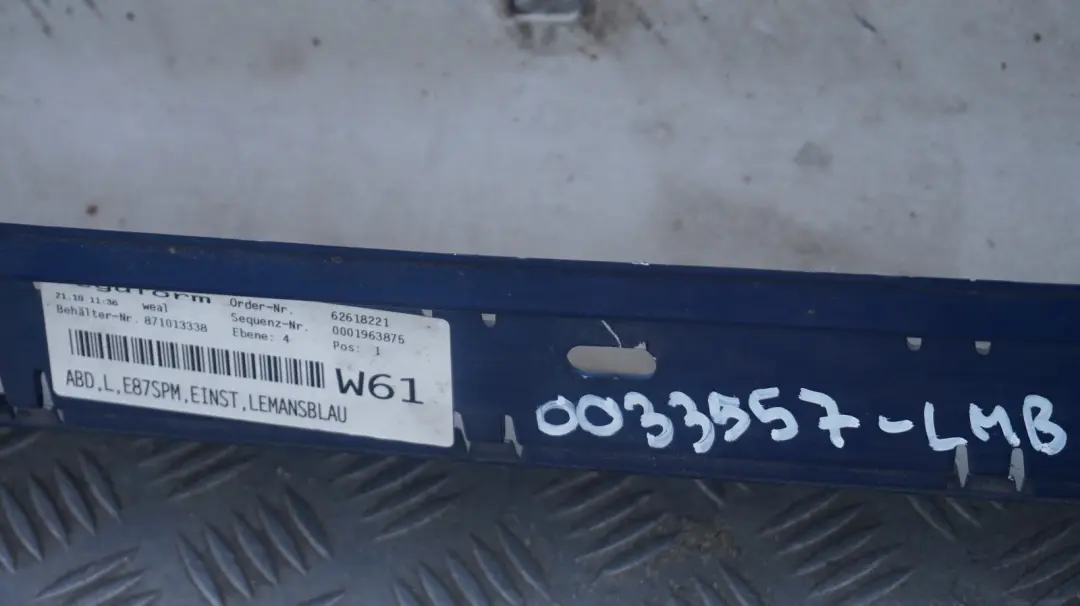 21.10 11:36 weal
Behälter-Nr. 871013338
Order-Nr. 62618221
Sequenz-Nr. 0001963875
Ebene: 4 Pos: 1
W61
ABD,L,E87SPM,EINST,LEMANSBLAU
0033557-LMB